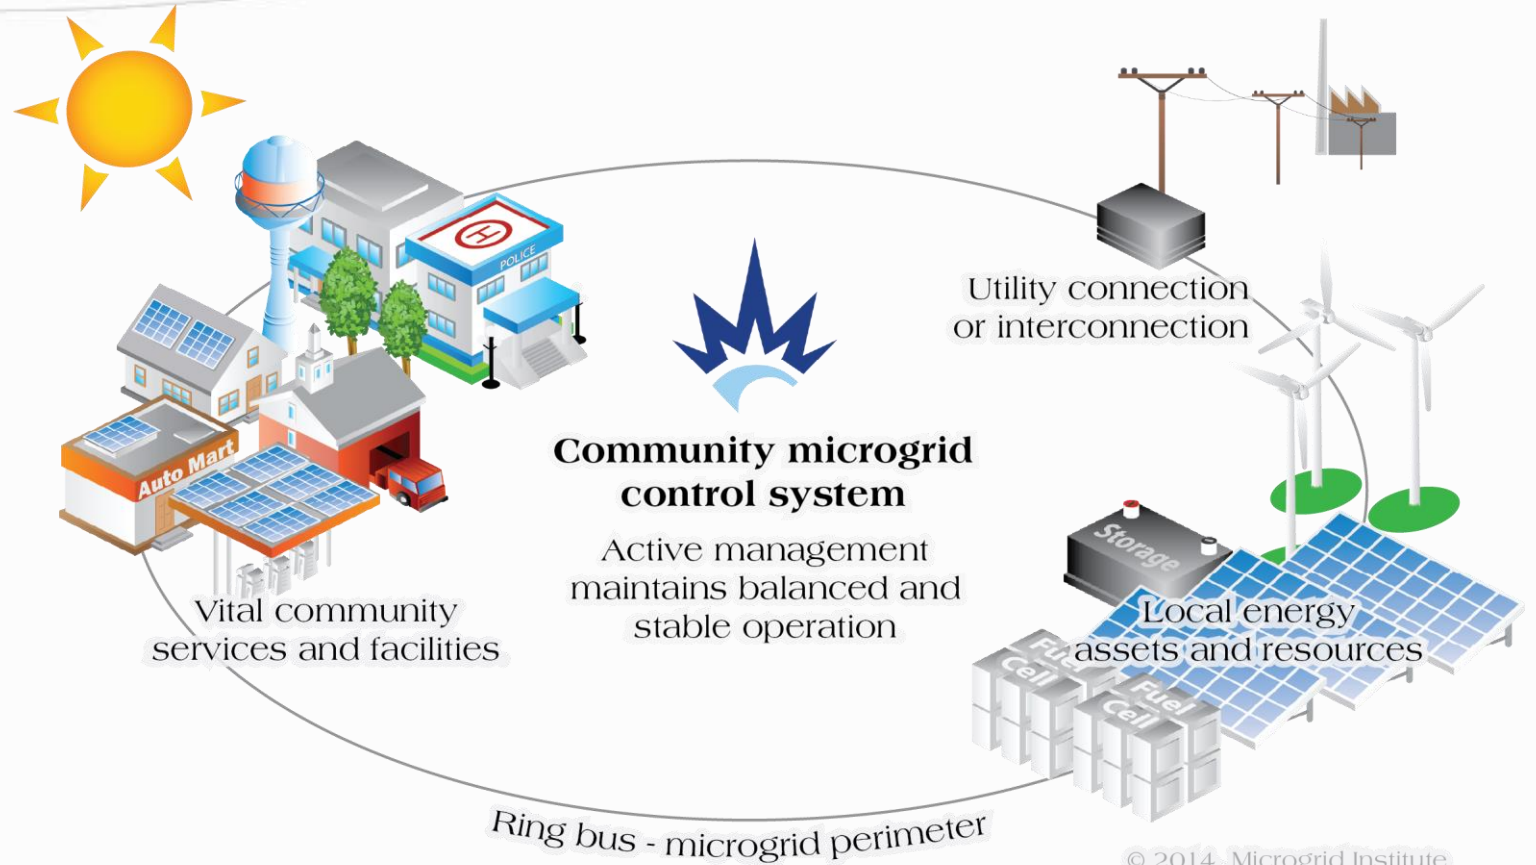 H
POLICE
Utility connection
or interconnection
Auto Mart
Community microgrid
control system
Active management
maintains balanced and
stable operation
Storage
Vital community
services and facilities
Local energy
assets and resources
Fuel
Cell
Fuel
Cell
Ring bus - microgrid perimeter
© 2014 Microgrid Institute